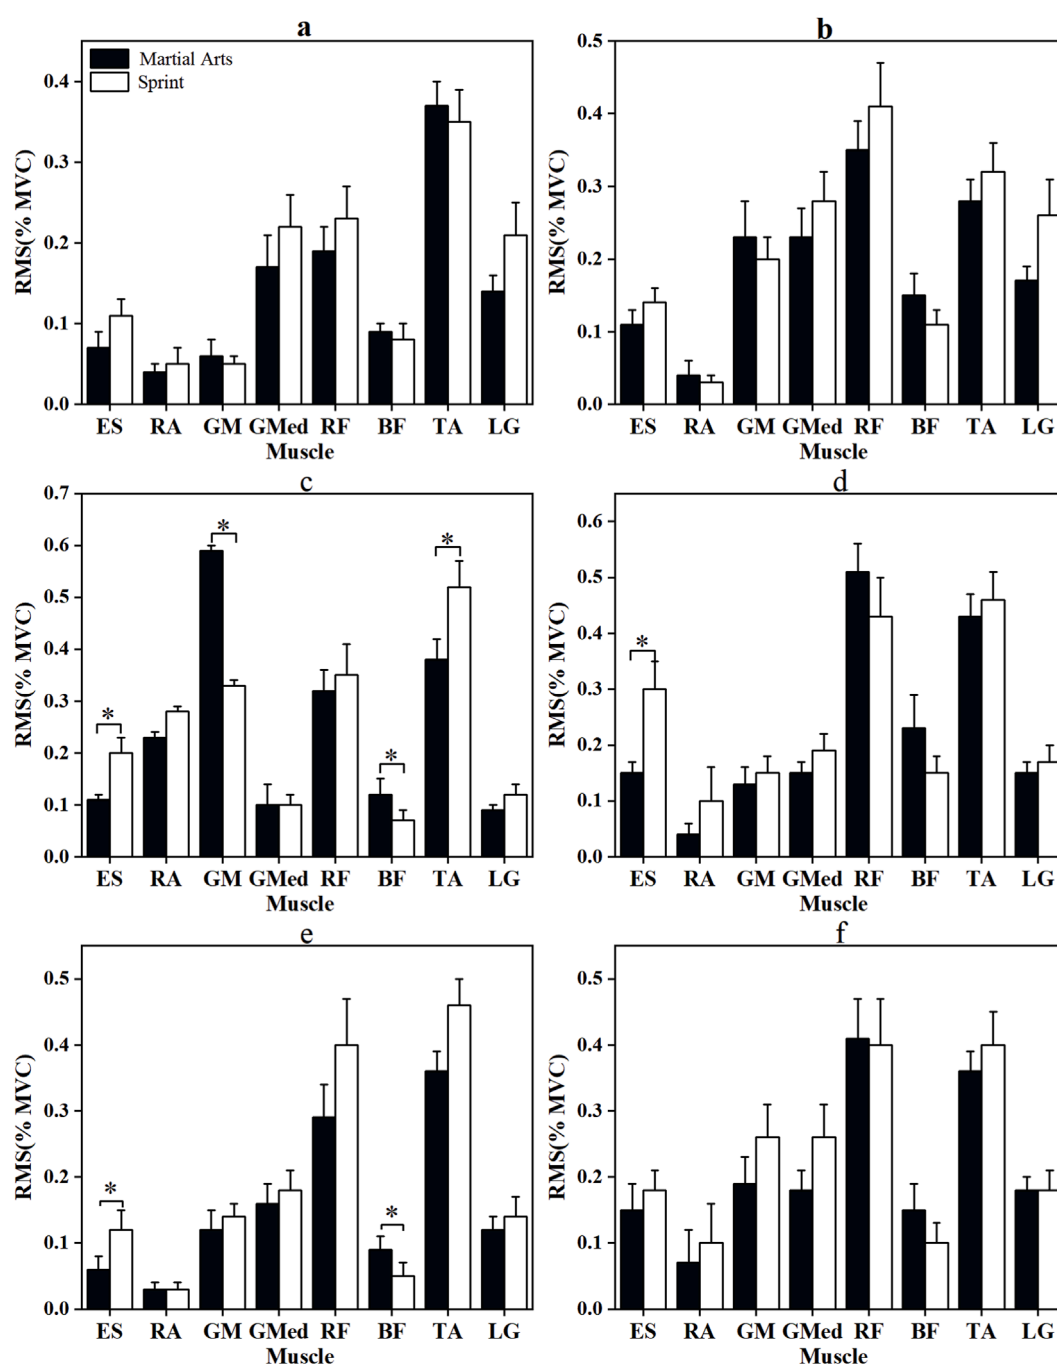 a
Martial Arts
Sprint
RMS(% MVC)
0.4
0.3
0.2
0.1
0.0
ES RA GM GMed RF BF TA LG
Muscle
b
RMS(% MVC)
0.5
0.4
0.3
0.2
0.1
0.0
ES RA GM GMed RF BF TA LG
Muscle
c
RMS(% MVC)
0.7
0.6
0.5
0.4
0.3
0.2
0.1
0.0
* * * *
ES RA GM GMed RF BF TA LG
Muscle
d
RMS(% MVC)
0.6
0.5
0.4
0.3
0.2
0.1
0.0
*
ES RA GM GMed RF BF TA LG
Muscle
e
RMS(% MVC)
0.5
0.4
0.3
0.2
0.1
0.0
* *
ES RA GM GMed RF BF TA LG
Muscle
f
RMS(% MVC)
0.5
0.4
0.3
0.2
0.1
0.0
ES RA GM GMed RF BF TA LG
Muscle